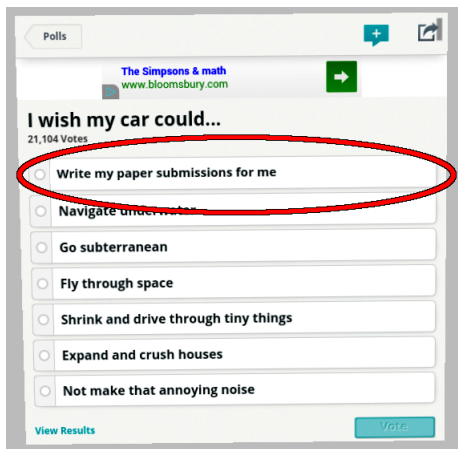 Polls
The Simpsons & math
www.bloomsbury.com
I wish my car could...
21,104 Votes
Write my paper submissions for me
Navigate underwater
Go subterranean
Fly through space
Shrink and drive through tiny things
Expand and crush houses
Not make that annoying noise
View Results
Vote